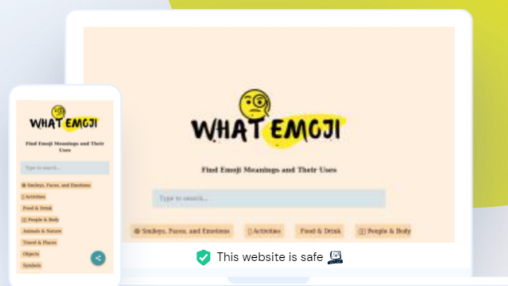 WHAT EMOJI
Find Emoji Meanings and Their Uses
Type to search...
Smileys, Faces, and Emotions
Activities
Food & Drink
People & Body
Animals & Nature
Travel & Places
Objects
Symbols
WHAT EMOJI
Find Emoji Meanings and Their Uses
Type to search...
Smileys, Faces, and Emotions Activities Food & Drink People & Body
This website is safe